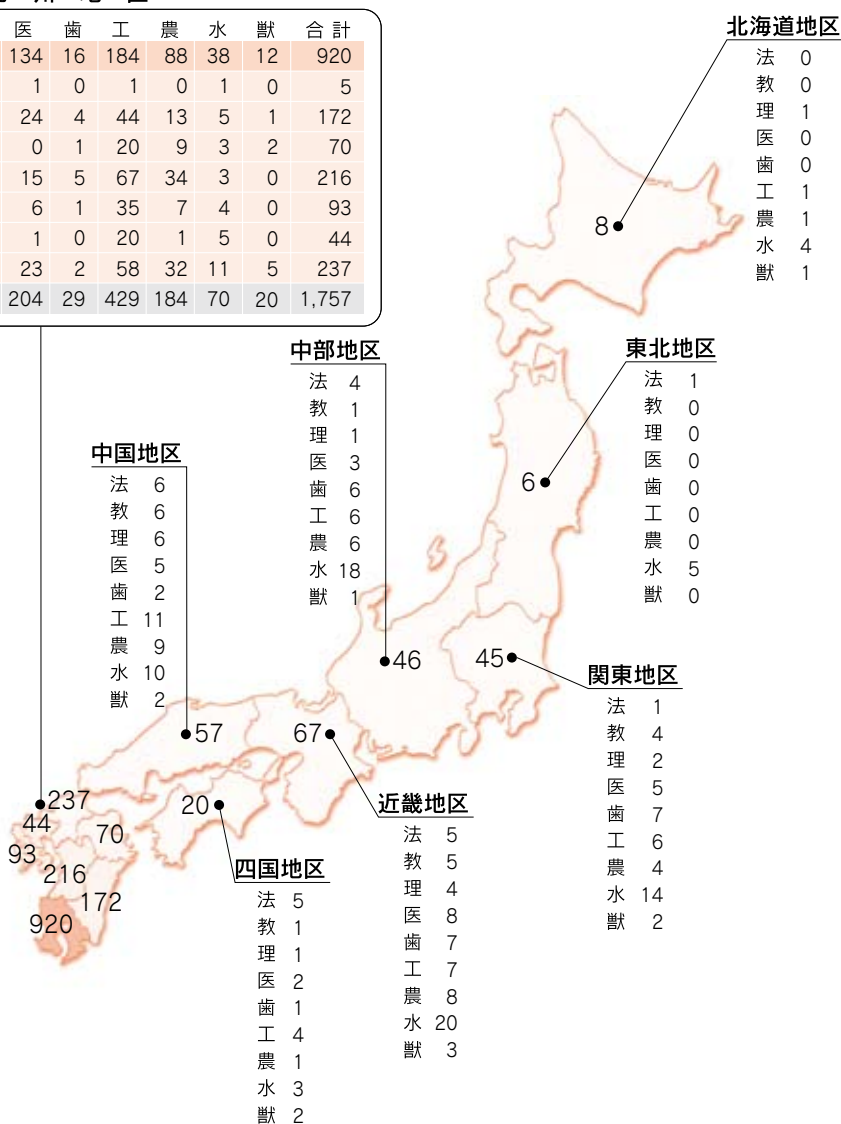 医 歯 工 農 水 獣 合計
134 16 184 88 38 12 920
1 0 1 0 1 0 5
24 4 44 13 5 1 172
0 1 20 9 3 2 70
15 5 67 34 3 0 216
6 1 35 7 4 0 93
1 0 20 1 5 0 44
23 2 58 32 11 5 237
204 29 429 184 70 20 1,757
北海道地区
法 0
教 0
理 1
医 0
歯 0
工 1
農 1
水 4
獣 1
8
東北地区
法 1
教 0
理 0
医 0
歯 0
工 0
農 0
水 5
獣 0
6
中部地区
法 4
教 1
理 1
医 3
歯 6
工 6
農 6
水 18
獣 1
46
関東地区
法 1
教 4
理 2
医 5
歯 7
工 6
農 4
水 14
獣 2
45
中国地区
法 6
教 6
理 6
医 5
歯 2
工 11
農 9
水 10
獣 2
57
近畿地区
法 5
教 5
理 4
医 8
歯 7
工 7
農 8
水 20
獣 3
67
四国地区
法 5
教 1
理 1
医 2
歯 1
工 4
農 1
水 3
獣 2
20
237
44
70
93
216
172
920